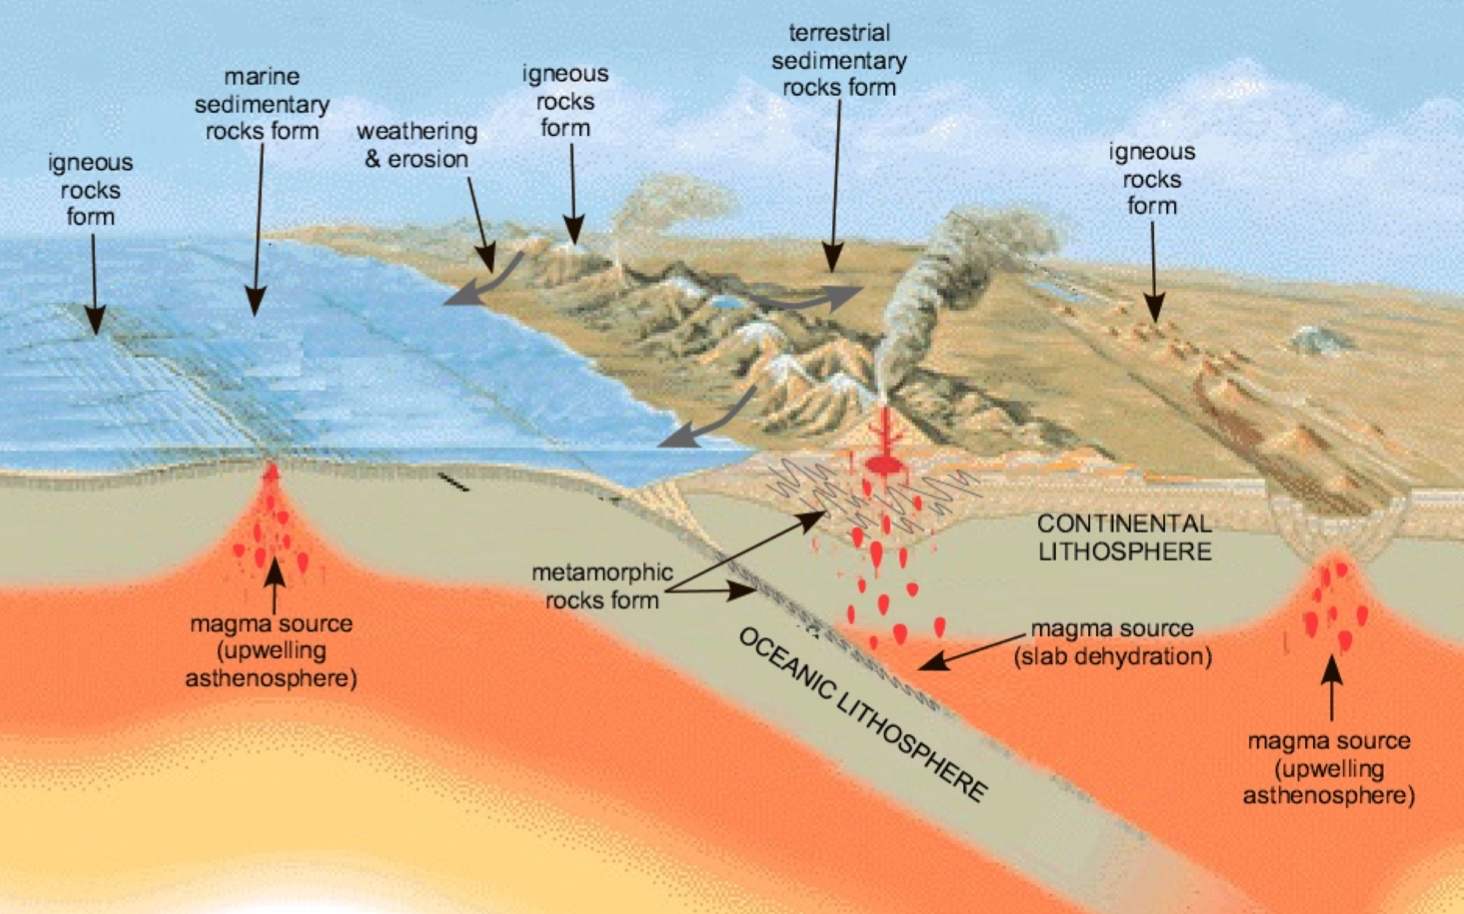 terrestrial
sedimentary
rocks form
igneous
rocks
form
marine
sedimentary
rocks form
weathering
& erosion
igneous
rocks
form
igneous
rocks
form
CONTINENTAL
LITHOSPHERE
metamorphic
rocks form
magma source
(upwelling
asthenosphere)
magma source
(slab dehydration)
OCEANIC LITHOSPHERE
magma source
(upwelling
asthenosphere)